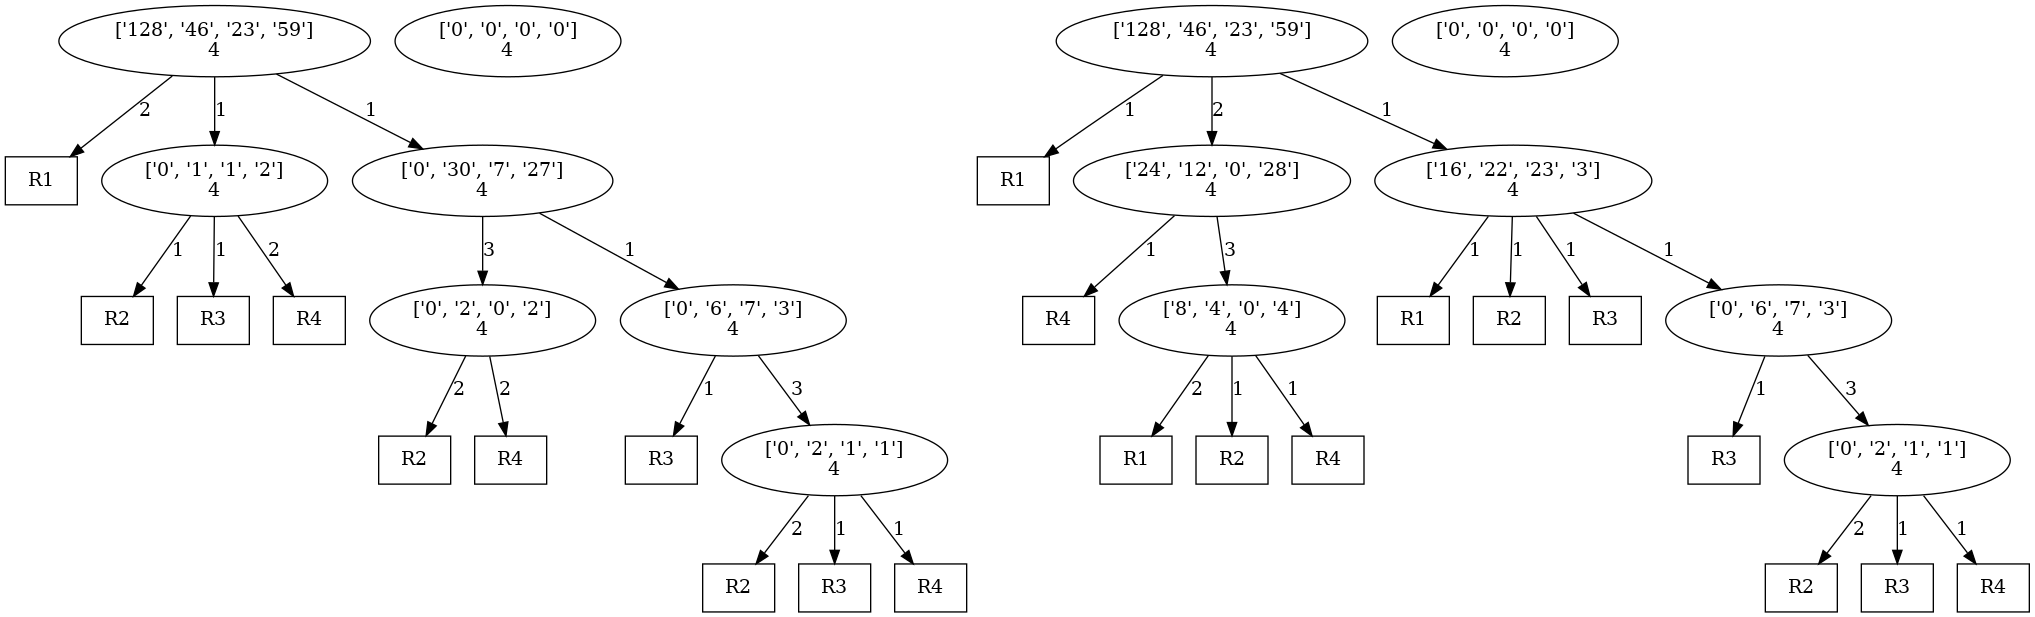 ['128', '46', '23', '59']
4
['0', '0', '0', '0']
4
['128', '46', '23', '59']
4
['0', '0', '0', '0']
4
2
1
1
1
2
1
R1
['0', '1', '1', '2']
4
['0', '30', '7', '27']
4
R1
['24', '12', '0', '28']
4
['16', '22', '23', '3']
4
1
1
2
3
1
1
3
1
1
1
1
R2
R3
R4
['0', '2', '0', '2']
4
['0', '6', '7', '3']
4
R4
['8', '4', '0', '4']
4
R1
R2
R3
['0', '6', '7', '3']
4
2
2
1
3
2
1
1
1
3
R2
R4
R3
['0', '2', '1', '1']
4
R1
R2
R4
R3
['0', '2', '1', '1']
4
2
1
1
2
1
1
R2
R3
R4
R2
R3
R4